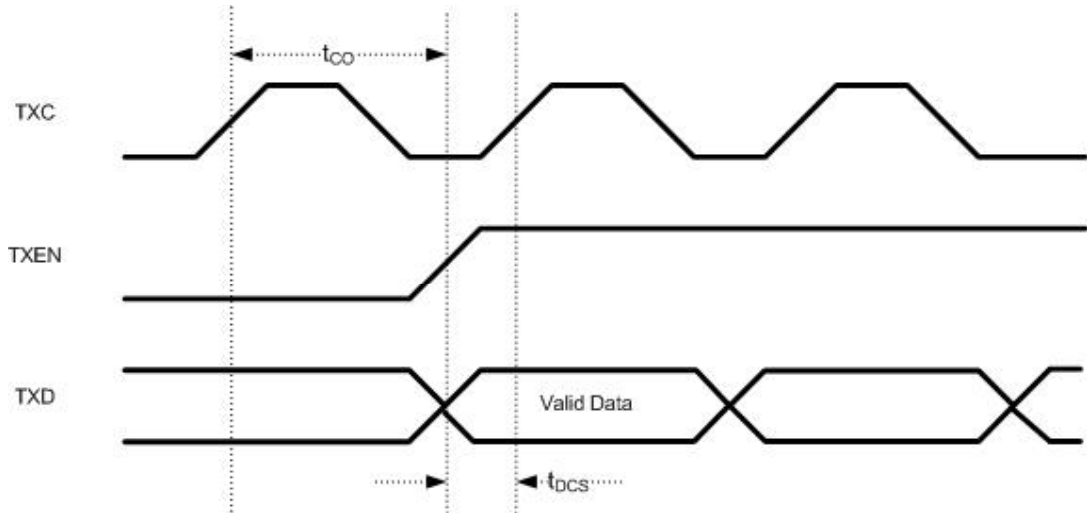 tCO
TXC
TXEN
TXD
Valid Data
tDCS